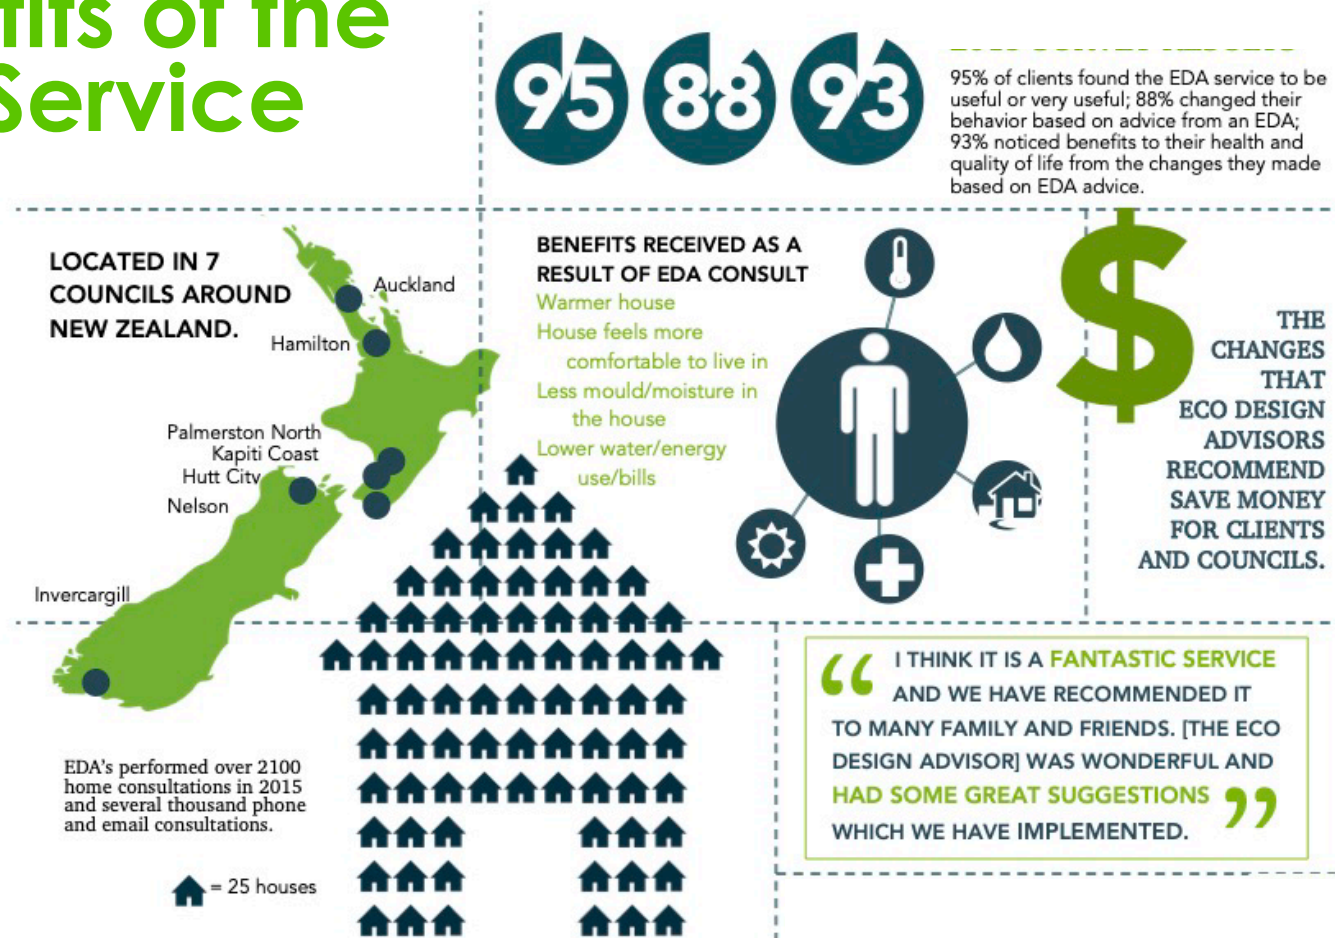 of the
Service
95 88 93
95% of clients found the EDA service to be
useful or very useful; 88% changed their
behavior based on advice from an EDA;
93% noticed benefits to their health and
quality of life from the changes they made
based on EDA advice.
LOCATED IN 7
COUNCILS AROUND
NEW ZEALAND.
Auckland
Hamilton
Palmerston North
Kapiti Coast
Hutt City
Nelson
Invercargill
BENEFITS RECEIVED AS A
RESULT OF EDA CONSULT
Warmer house
House feels more
comfortable to live in
Less mould/moisture in
the house
Lower water/energy
use/bills
$
THE
CHANGES
THAT
ECO DESIGN
ADVISORS
RECOMMEND
SAVE MONEY
FOR CLIENTS
AND COUNCILS.
EDA's performed over 2100
home consultations in 2015
and several thousand phone
and email consultations.
= 25 houses
“ I THINK IT IS A FANTASTIC SERVICE
AND WE HAVE RECOMMENDED IT
TO MANY FAMILY AND FRIENDS. [THE ECO
DESIGN ADVISOR] WAS WONDERFUL AND
HAD SOME GREAT SUGGESTIONS
WHICH WE HAVE IMPLEMENTED. ”